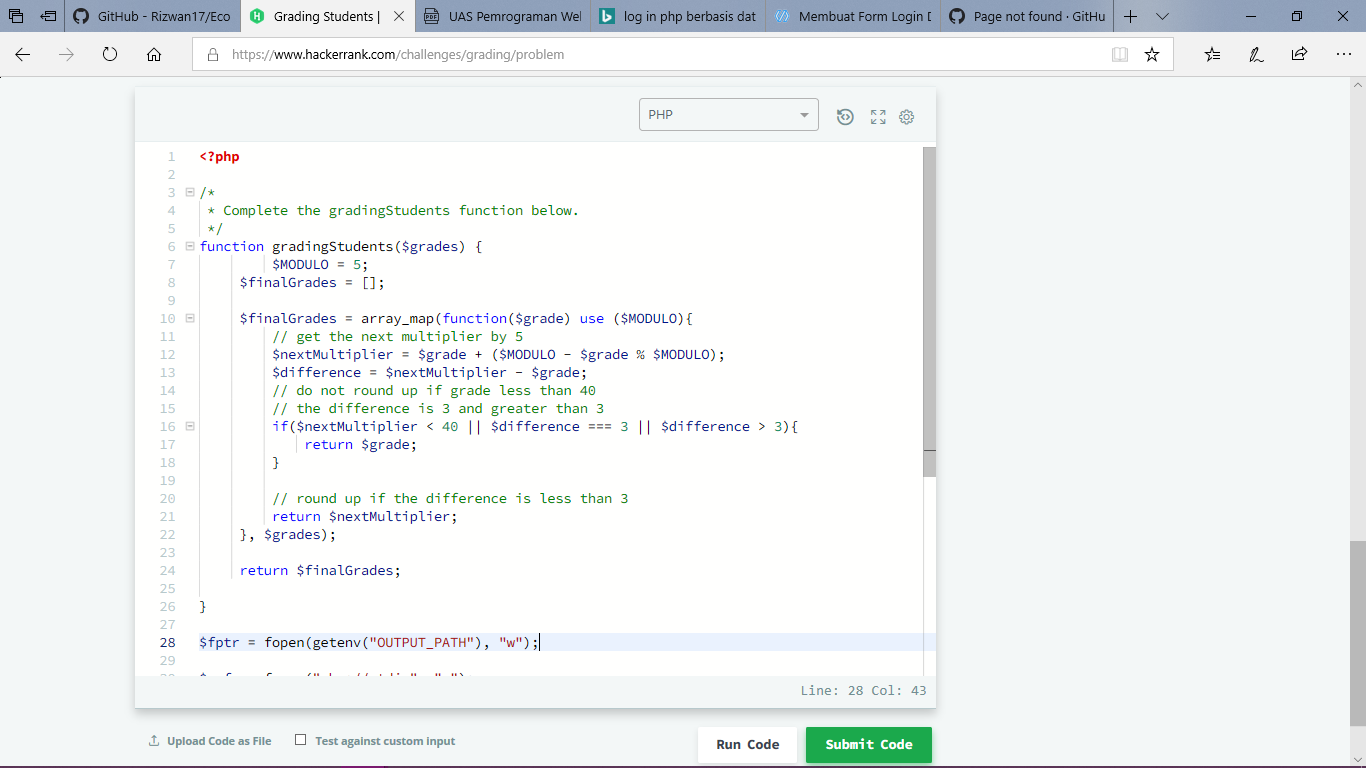 GitHub - Rizwan17/Eco
Grading Students |
UAS Pemrograman Wel
log in php berbasis dat
Membuat Form Login D
Page not found · GitHu
https://www.hackerrank.com/challenges/grading/problem
PHP
1 <?php
2
3 /*
4 * Complete the gradingStudents function below.
5 */
6 function gradingStudents($grades) {
7 $MODULO = 5;
8 $finalGrades = [];
9
10 $finalGrades = array_map(function($grade) use ($MODULO){
11 // get the next multiplier by 5
12 $nextMultiplier = $grade + ($MODULO - $grade % $MODULO);
13 $difference = $nextMultiplier - $grade;
14 // do not round up if grade less than 40
15 // the difference is 3 and greater than 3
16 if($nextMultiplier < 40 || $difference === 3 || $difference > 3){
17 return $grade;
18 }
19
20 // round up if the difference is less than 3
21 return $nextMultiplier;
22 }, $grades);
23
24 return $finalGrades;
25
26 }
27
28 $fptr = fopen(getenv("OUTPUT_PATH"), "w");
29
Line: 28 Col: 43
Upload Code as File
Test against custom input
Run Code
Submit Code